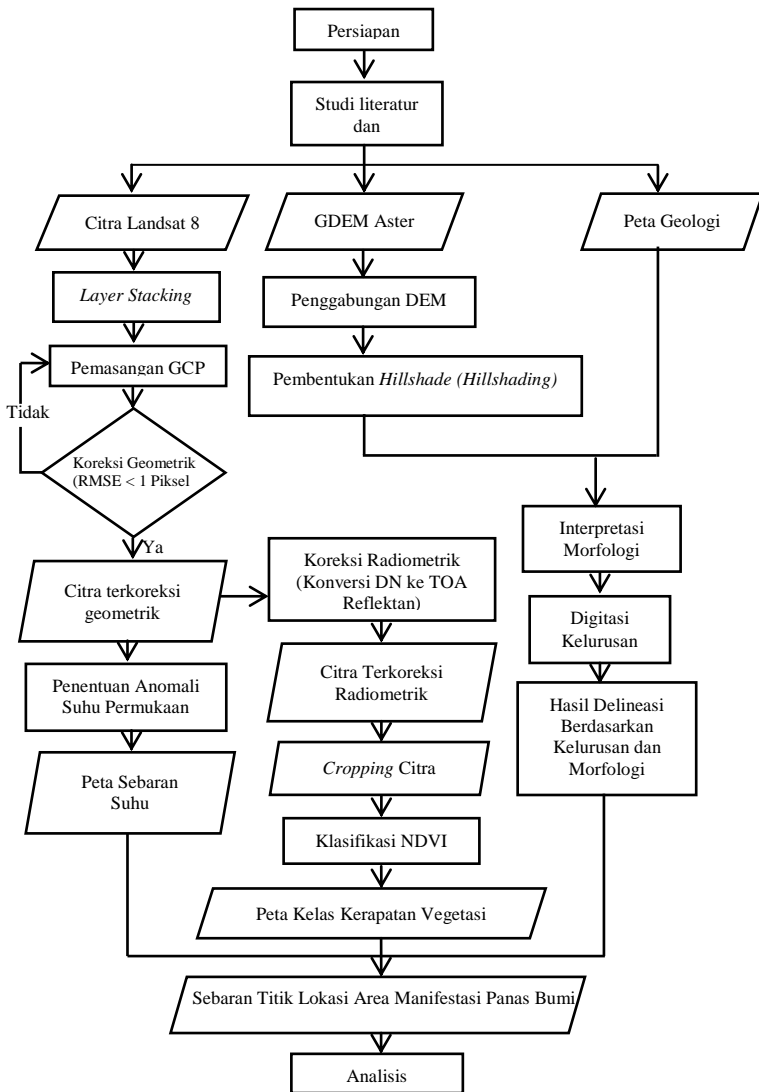 Persiapan
Studi literatur
dan
Citra Landsat 8
GDEM Aster
Peta Geologi
Layer Stacking
Penggabungan DEM
Pemasangan GCP
Pembentukan Hillshade (Hillshading)
Tidak
Koreksi Geometrik
(RMSE < 1 Piksel
Ya
Interpretasi
Morfologi
Citra terkoreksi
geometrik
Koreksi Radiometrik
(Konversi DN ke TOA
Reflektan)
Digitasi
Kelurusan
Penentuan Anomali
Suhu Permukaan
Citra Terkoreksi
Radiometrik
Hasil Delineasi
Berdasarkan
Kelurusan dan
Morfologi
Peta Sebaran
Suhu
Cropping Citra
Klasifikasi NDVI
Peta Kelas Kerapatan Vegetasi
Sebaran Titik Lokasi Area Manifestasi Panas Bumi
Analisis